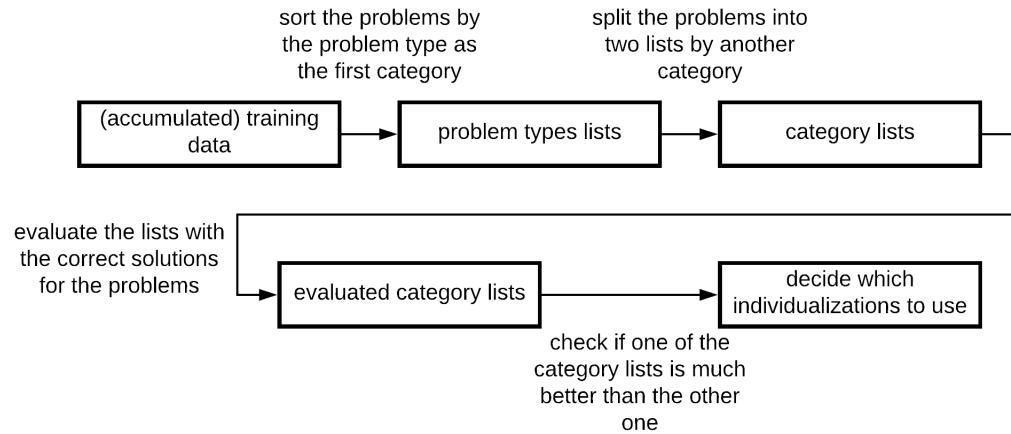 sort the problems by
the problem type as
the first category
split the problems into
two lists by another
category
(accumulated) training
data
problem types lists
category lists
evaluate the lists with
the correct solutions
for the problems
evaluated category lists
decide which
individualizations to use
check if one of the
category lists is much
better than the other
one